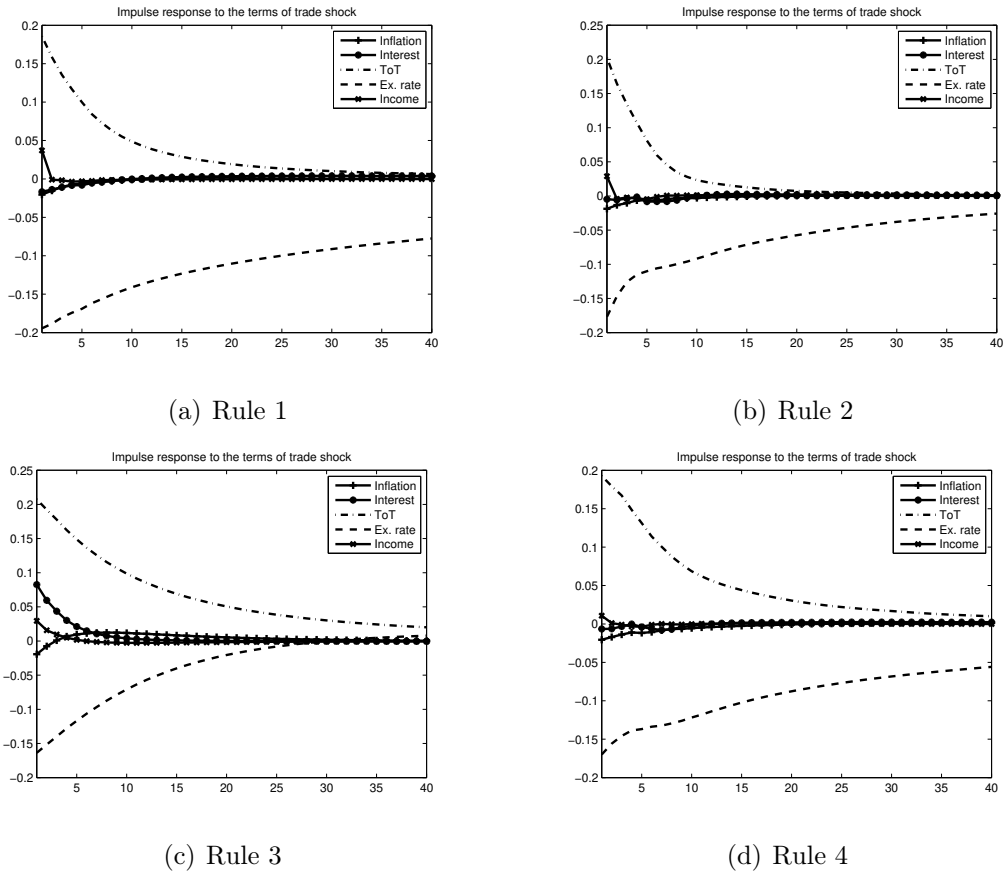 Impulse response to the terms of trade shock
0.2
0.15
0.1
0.05
0
−0.05
−0.1
−0.15
−0.2
5 10 15 20 25 30 35 40
Inflation
Interest
ToT
Ex. rate
Income
(a) Rule 1
Impulse response to the terms of trade shock
0.25
0.2
0.15
0.1
0.05
0
−0.05
−0.1
−0.15
−0.2
5 10 15 20 25 30 35 40
Inflation
Interest
ToT
Ex. rate
Income
(b) Rule 2
Impulse response to the terms of trade shock
0.25
0.2
0.15
0.1
0.05
0
−0.05
−0.1
−0.15
−0.2
5 10 15 20 25 30 35 40
Inflation
Interest
ToT
Ex. rate
Income
(c) Rule 3
Impulse response to the terms of trade shock
0.2
0.15
0.1
0.05
0
−0.05
−0.1
−0.15
−0.2
5 10 15 20 25 30 35 40
Inflation
Interest
ToT
Ex. rate
Income
(d) Rule 4